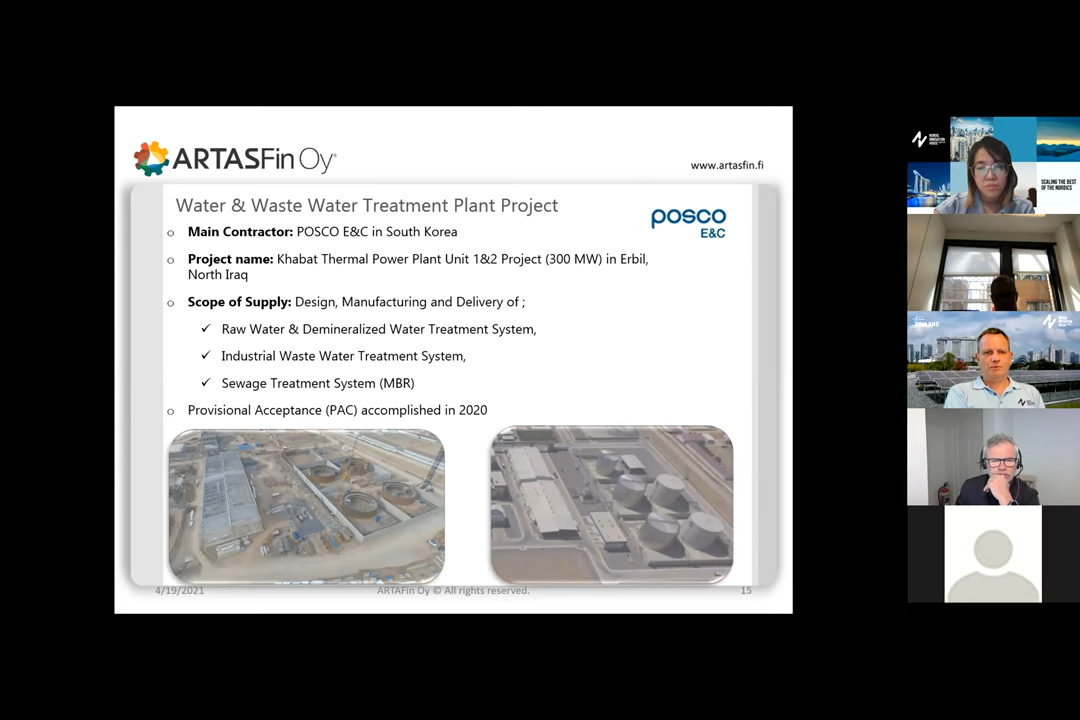 ARTASFin Oy®
www.artasfin.fi
Water & Waste Water Treatment Plant Project
posco
E&C
o Main Contractor: POSCO E&C in South Korea
o Project name: Khabat Thermal Power Plant Unit 1&2 Project (300 MW) in Erbil,
North Iraq
o Scope of Supply: Design, Manufacturing and Delivery of ;
✓ Raw Water & Demineralized Water Treatment System,
✓ Industrial Waste Water Treatment System,
✓ Sewage Treatment System (MBR)
o Provisional Acceptance (PAC) accomplished in 2020
4/19/2021
ARTAFin Oy © All rights reserved.
15
NORDIC
INNOVATION
HOUSE
SCALING THE BEST
OF THE NORDICS